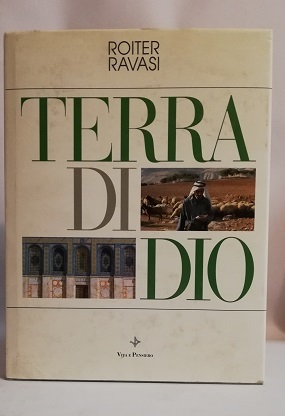 ROITER
RAVASI
TERRA
DI
DIO
VITA E PENSIERO